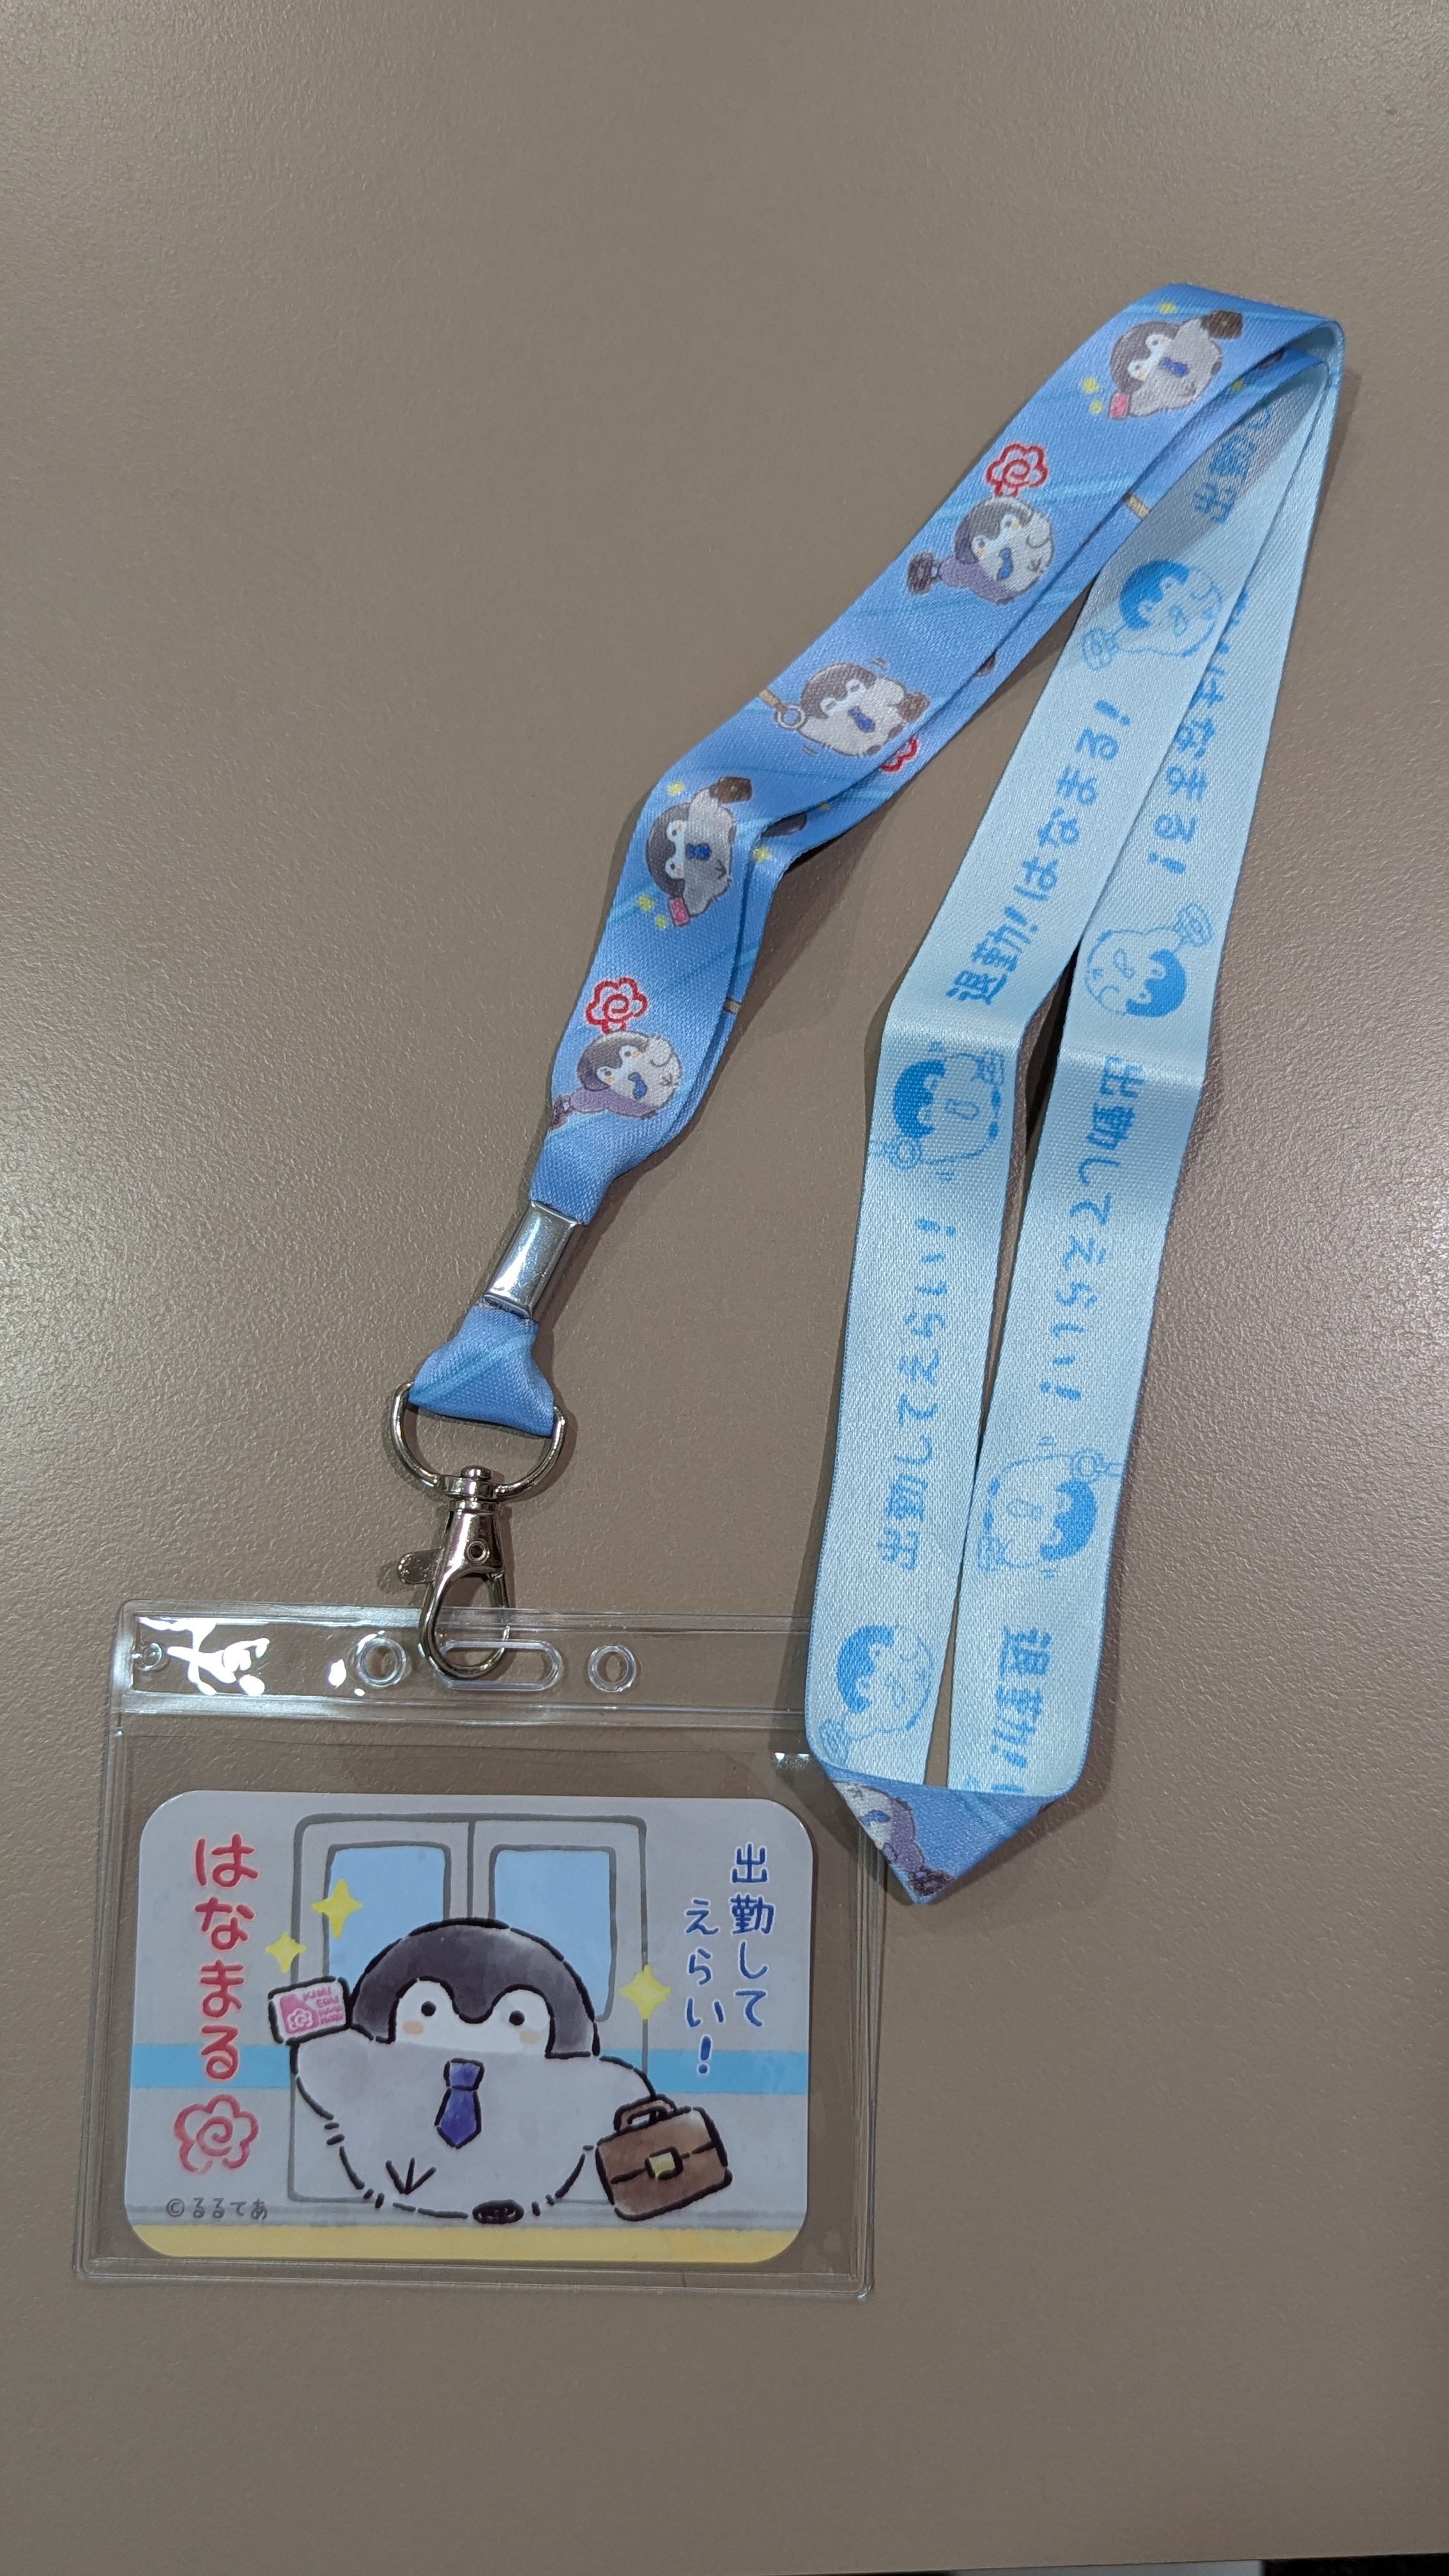 出勤して
えらい！
はなまる
©るるてあ
退勤！はなまる！
出勤してえらい！
はなまる！
出勤してえらい！
退勤！
出勤